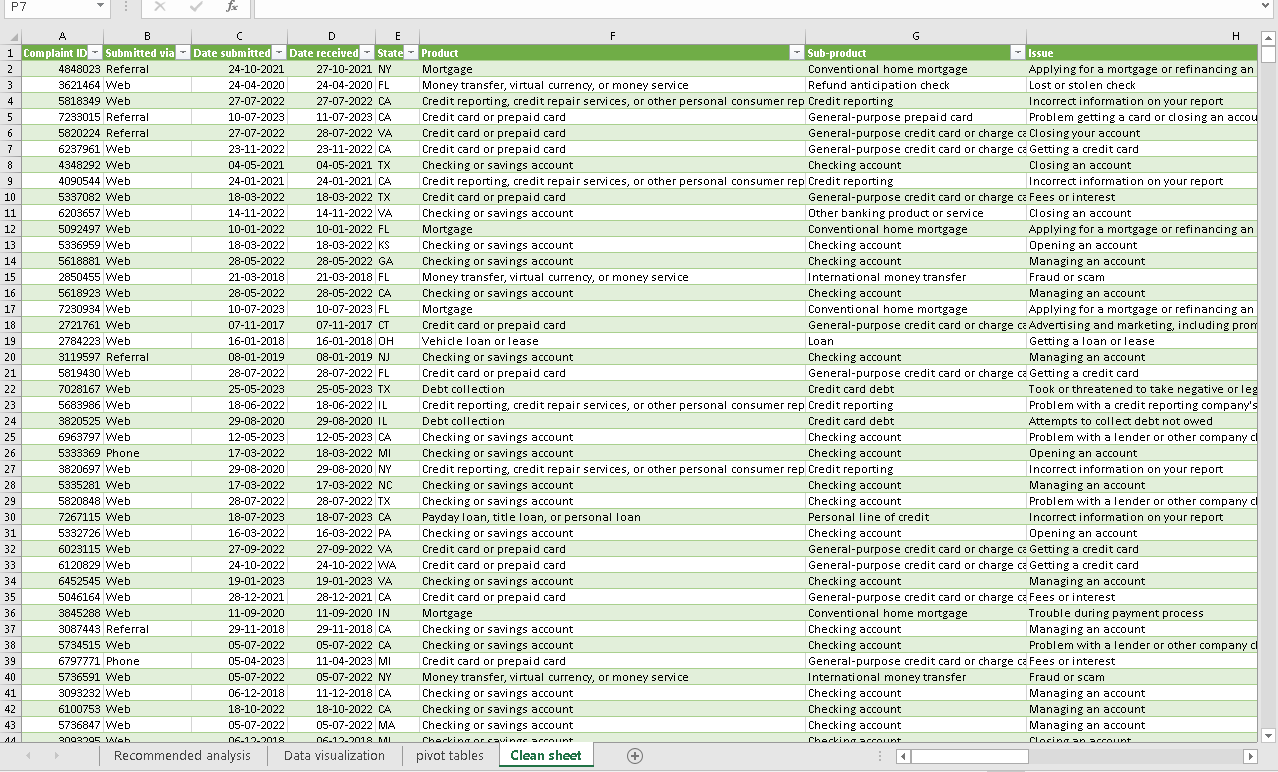 P7 fx
A B C D E F G H
1 Complaint ID Submitted via Date submitted Date received State Product Sub-product Issue
2 4848023 Referral 24-10-2021 27-10-2021 NY Mortgage Conventional home mortgage Applying for a mortgage or refinancing an
3 3621464 Web 24-04-2020 24-04-2020 FL Money transfer, virtual currency, or money service Refund anticipation check Lost or stolen check
4 5818349 Web 27-07-2022 27-07-2022 CA Credit reporting, credit repair services, or other personal consumer rep Credit reporting Incorrect information on your report
5 7233015 Referral 10-07-2023 11-07-2023 CA Credit card or prepaid card General-purpose prepaid card Problem getting a card or closing an accou
6 5820224 Referral 27-07-2022 28-07-2022 VA Credit card or prepaid card General-purpose credit card or charge ca Closing your account
7 6237961 Web 23-11-2022 23-11-2022 CA Credit card or prepaid card General-purpose credit card or charge ca Getting a credit card
8 4348292 Web 04-05-2021 04-05-2021 TX Checking or savings account Checking account Closing an account
9 4090544 Web 24-01-2021 24-01-2021 CA Credit reporting, credit repair services, or other personal consumer rep Credit reporting Incorrect information on your report
10 5337082 Web 18-03-2022 18-03-2022 TX Credit card or prepaid card General-purpose credit card or charge ca Fees or interest
11 6203657 Web 14-11-2022 14-11-2022 VA Checking or savings account Other banking product or service Closing an account
12 5092497 Web 10-01-2022 10-01-2022 FL Mortgage Conventional home mortgage Applying for a mortgage or refinancing an
13 5336959 Web 18-03-2022 18-03-2022 KS Checking or savings account Checking account Opening an account
14 5618881 Web 28-05-2022 28-05-2022 GA Checking or savings account Checking account Managing an account
15 2850455 Web 21-03-2018 21-03-2018 FL Money transfer, virtual currency, or money service International money transfer Fraud or scam
16 5618923 Web 28-05-2022 28-05-2022 CA Checking or savings account Checking account Managing an account
17 7230934 Web 10-07-2023 10-07-2023 FL Mortgage Conventional home mortgage Applying for a mortgage or refinancing an
18 2721761 Web 07-11-2017 07-11-2017 CT Credit card or prepaid card General-purpose credit card or charge ca Advertising and marketing, including pron
19 2784223 Web 16-01-2018 16-01-2018 OH Vehicle loan or lease Loan Getting a loan or lease
20 3119597 Referral 08-01-2019 08-01-2019 NJ Checking or savings account Checking account Managing an account
21 5819430 Web 28-07-2022 28-07-2022 FL Credit card or prepaid card General-purpose credit card or charge ca Getting a credit card
22 7028167 Web 25-05-2023 25-05-2023 TX Debt collection Credit card debt Took or threatened to take negative or leg
23 5683986 Web 18-06-2022 18-06-2022 IL Credit reporting, credit repair services, or other personal consumer rep Credit reporting Problem with a credit reporting company's
24 3820525 Web 29-08-2020 29-08-2020 IL Debt collection Credit card debt Attempts to collect debt not owed
25 6963797 Web 12-05-2023 12-05-2023 CA Checking or savings account Checking account Problem with a lender or other company cl
26 5333369 Phone 17-03-2022 18-03-2022 MI Checking or savings account Checking account Opening an account
27 3820697 Web 29-08-2020 29-08-2020 NY Credit reporting, credit repair services, or other personal consumer rep Credit reporting Incorrect information on your report
28 5335281 Web 17-03-2022 17-03-2022 NC Checking or savings account Checking account Managing an account
29 5820848 Web 28-07-2022 28-07-2022 TX Checking or savings account Checking account Problem with a lender or other company cl
30 7267115 Web 18-07-2023 18-07-2023 CA Payday loan, title loan, or personal loan Personal line of credit Incorrect information on your report
31 5332726 Web 16-03-2022 16-03-2022 PA Checking or savings account Checking account Opening an account
32 6023115 Web 27-09-2022 27-09-2022 VA Credit card or prepaid card General-purpose credit card or charge ca Getting a credit card
33 6120829 Web 24-10-2022 24-10-2022 WA Credit card or prepaid card General-purpose credit card or charge ca Getting a credit card
34 6452545 Web 19-01-2023 19-01-2023 VA Checking or savings account Checking account Managing an account
35 5046164 Web 28-12-2021 28-12-2021 CA Credit card or prepaid card General-purpose credit card or charge ca Fees or interest
36 3845288 Web 11-09-2020 11-09-2020 IN Mortgage Conventional home mortgage Trouble during payment process
37 3087443 Referral 29-11-2018 29-11-2018 CA Checking or savings account Checking account Managing an account
38 5734515 Web 05-07-2022 05-07-2022 CA Checking or savings account Checking account Problem with a lender or other company cl
39 6797771 Phone 05-04-2023 11-04-2023 MI Credit card or prepaid card General-purpose credit card or charge ca Fees or interest
40 5736591 Web 05-07-2022 05-07-2022 NY Money transfer, virtual currency, or money service International money transfer Fraud or scam
41 3093232 Web 06-12-2018 11-12-2018 CA Checking or savings account Checking account Managing an account
42 6100753 Web 18-10-2022 18-10-2022 CA Checking or savings account Checking account Managing an account
43 5736847 Web 05-07-2022 05-07-2022 MA Checking or savings account Checking account Managing an account
44 3093295 Web 06-12-2018 06-12-2018 MI Checking or savings account Checking account Closing an account
Recommended analysis Data visualization pivot tables Clean sheet